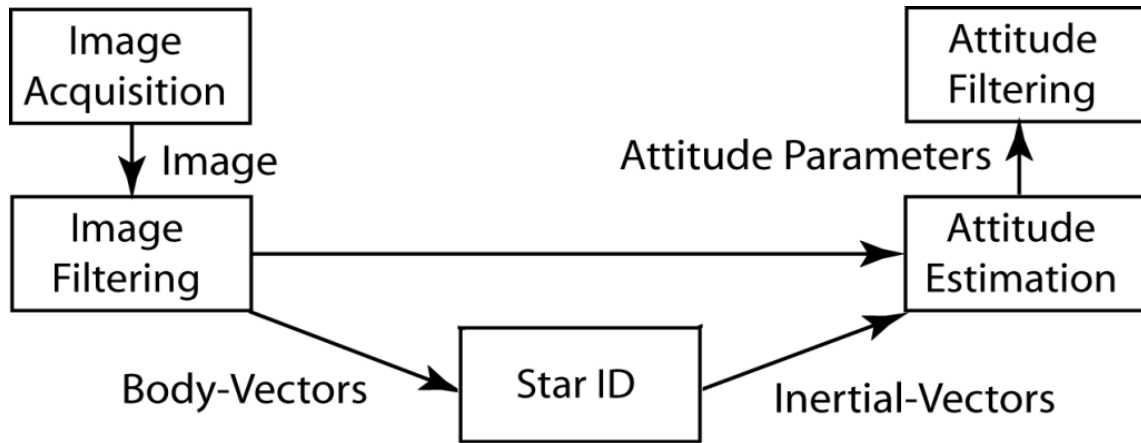 Image
Acquisition
Image
Image
Filtering
Body-Vectors
Star ID
Inertial-Vectors
Attitude
Estimation
Attitude Parameters
Attitude
Filtering